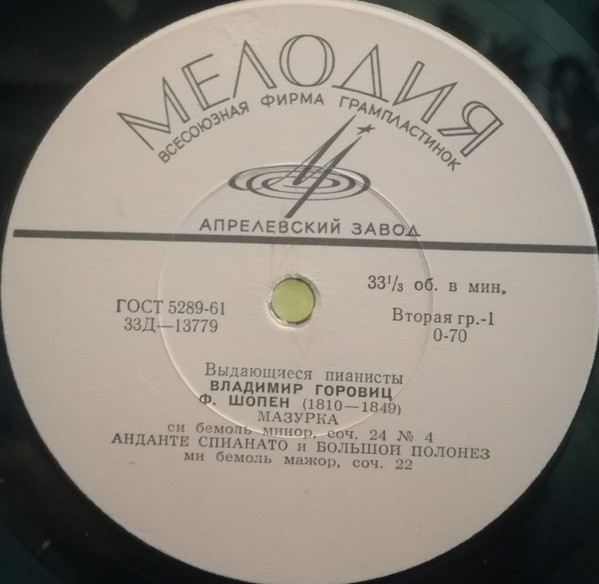 МЕЛОДИЯ
ВСЕСОЮЗНАЯ ФИРМА ГРАМПЛАСТИНОК
АПРЕЛЕВСКИЙ ЗАВОД
33⅓ об. в мин.
ГОСТ 5289-61
33Д—13779
Вторая гр.-1
0-70
Выдающиеся пианисты
ВЛАДИМИР ГОРОВИЦ
Ф. ШОПЕН (1810—1849)
МАЗУРКА
си бемоль минор, соч. 24 № 4
АНДАНТЕ СПИАНАТО и БОЛЬШОЙ ПОЛОНЕЗ
ми бемоль мажор, соч. 22